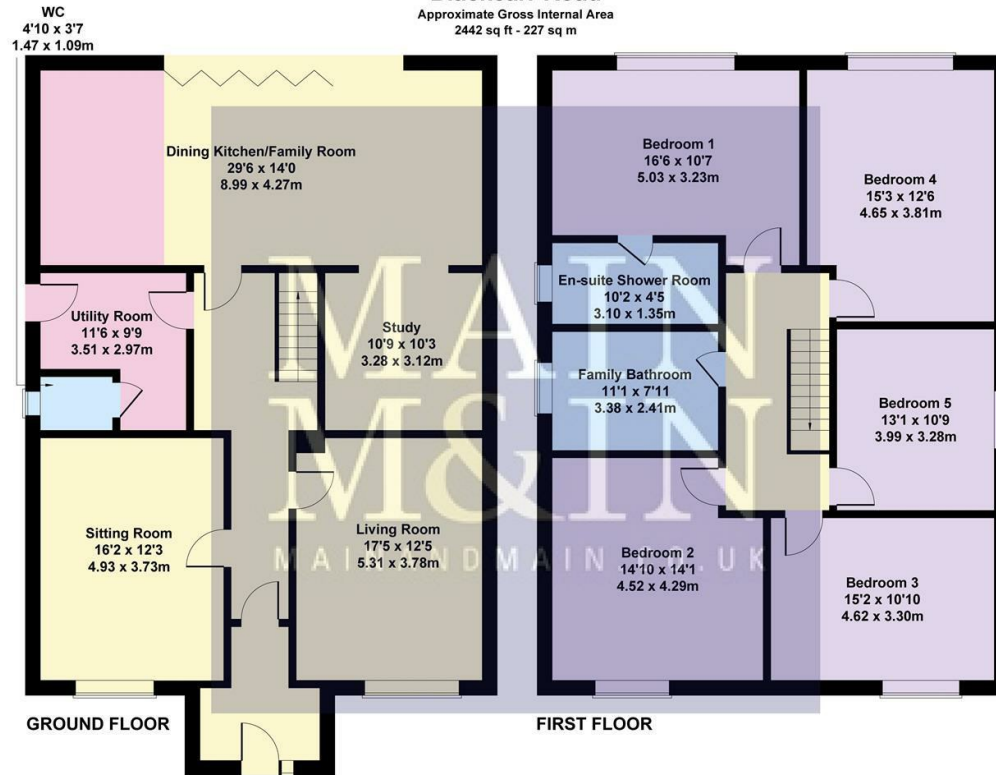 Approximate Gross Internal Area
2442 sq ft - 227 sq m
WC
4'10 x 3'7
1.47 x 1.09m
Dining Kitchen/Family Room
29'6 x 14'0
8.99 x 4.27m
Utility Room
11'6 x 9'9
3.51 x 2.97m
Study
10'9 x 10'3
3.28 x 3.12m
Sitting Room
16'2 x 12'3
4.93 x 3.73m
Living Room
17'5 x 12'5
5.31 x 3.78m
GROUND FLOOR
Bedroom 1
16'6 x 10'7
5.03 x 3.23m
Bedroom 4
15'3 x 12'6
4.65 x 3.81m
En-suite Shower Room
10'2 x 4'5
3.10 x 1.35m
Family Bathroom
11'1 x 7'11
3.38 x 2.41m
Bedroom 5
13'1 x 10'9
3.99 x 3.28m
Bedroom 2
14'10 x 14'1
4.52 x 4.29m
Bedroom 3
15'2 x 10'10
4.62 x 3.30m
FIRST FLOOR
MAIN
M&IN
MAINANDMAIN.CO.UK